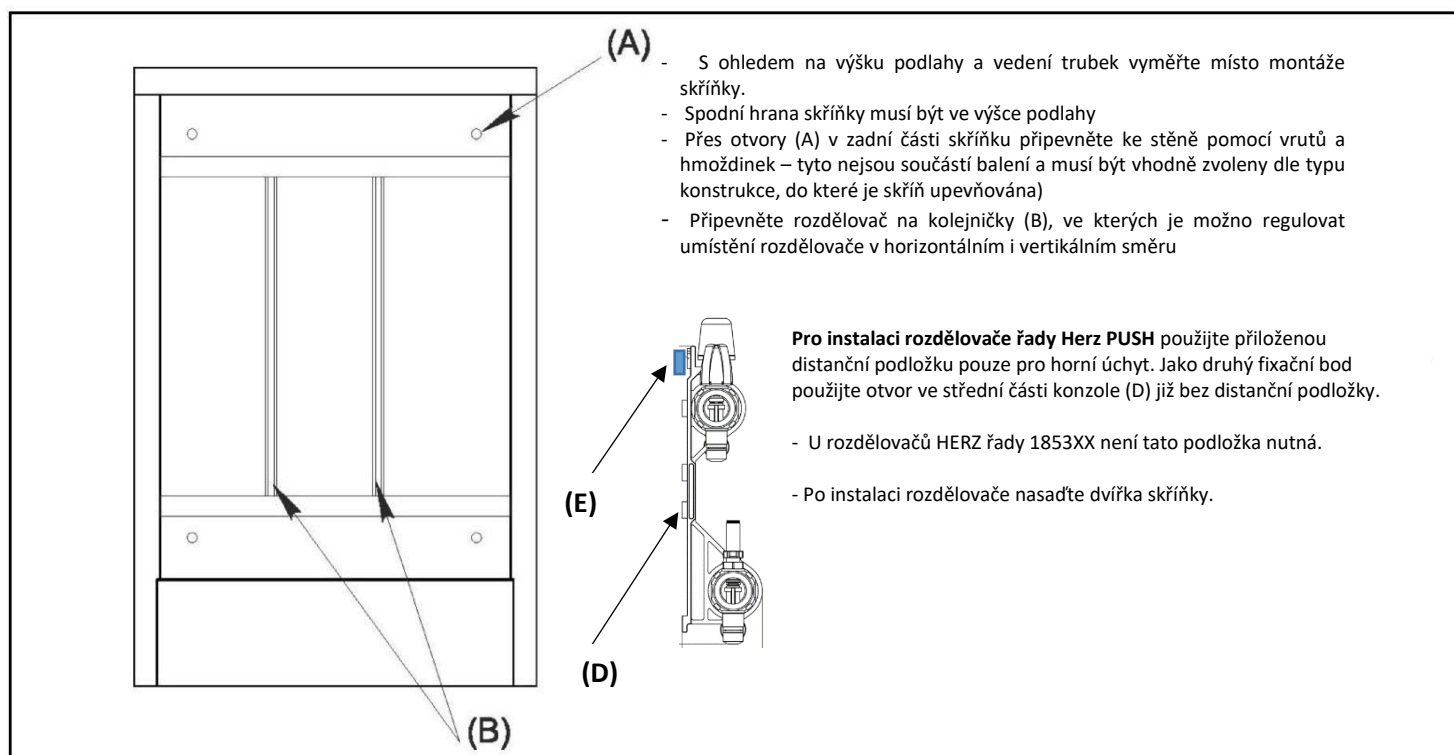 (A)
- S ohledem na výšku podlahy a vedení trubek vyměřte místo montáže
skříňky.
- Spodní hrana skříňky musí být ve výšce podlahy
- Přes otvory (A) v zadní části skříňku připevněte ke stěně pomocí vrutů a
hmoždinek – tyto nejsou součástí balení a musí být vhodně zvoleny dle typu
konstrukce, do které je skříň upevňována)
- Připevněte rozdělovač na kolejničky (B), ve kterých je možno regulovat
umístění rozdělovače v horizontálním i vertikálním směru
Pro instalaci rozdělovače řady Herz PUSH použijte přiloženou
distanční podložku pouze pro horní úchyt. Jako druhý fixační bod
použijte otvor ve střední části konzole (D) již bez distanční podložky.
- U rozdělovačů HERZ řady 1853XX není tato podložka nutná.
- Po instalaci rozdělovače nasaďte dvířka skříňky.
(E)
(D)
(B)